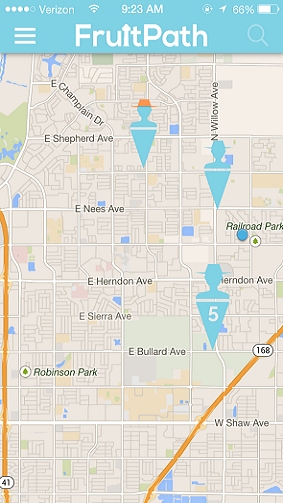 Verizon 9:23 AM 66%
FruitPath
E Champlain Dr
N Willow Ave
E Shepherd Ave
E Nees Ave
Railroad Park
E Herndon Ave
Herndon Ave
E Sierra Ave
5
E Bullard Ave
168
Robinson Park
W Shaw Ave
41